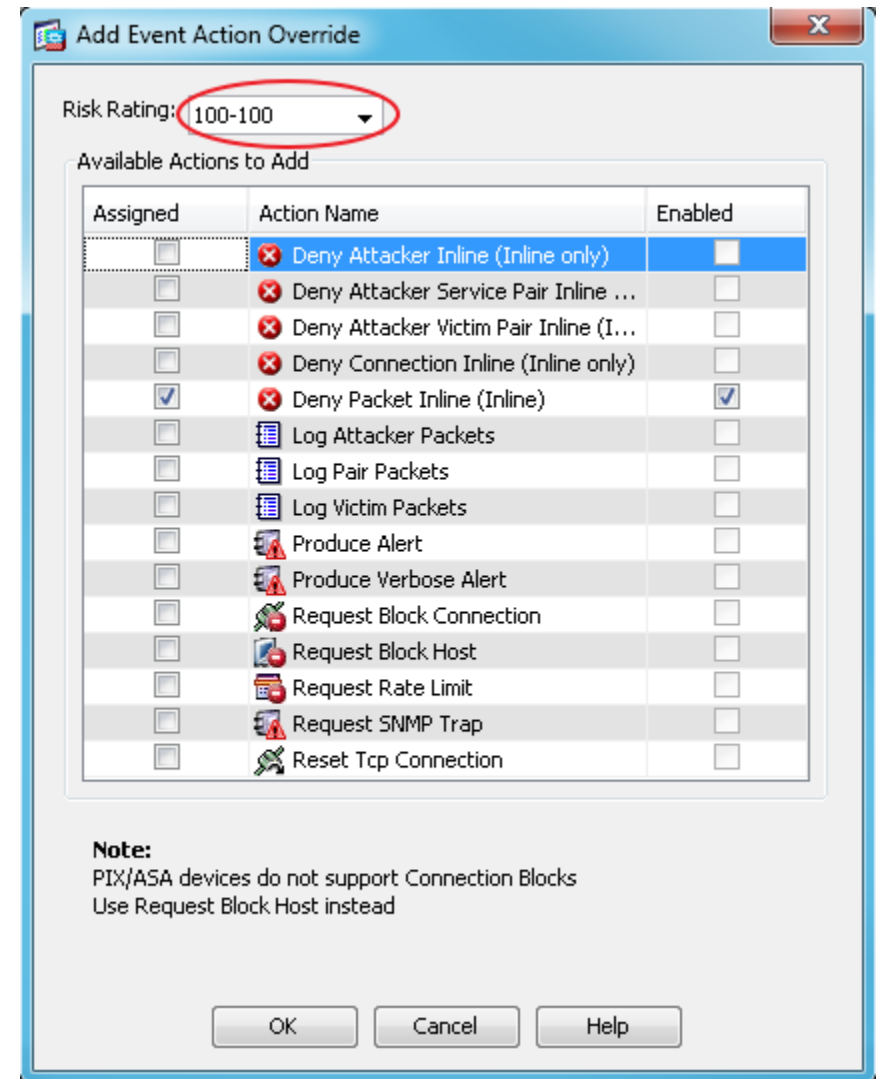 Add Event Action Override
Risk Rating: 100-100
Available Actions to Add
Assigned Action Name Enabled
Deny Attacker Inline (Inline only)
Deny Attacker Service Pair Inline ...
Deny Attacker Victim Pair Inline (I...
Deny Connection Inline (Inline only)
Deny Packet Inline (Inline)
Log Attacker Packets
Log Pair Packets
Log Victim Packets
Produce Alert
Produce Verbose Alert
Request Block Connection
Request Block Host
Request Rate Limit
Request SNMP Trap
Reset Tcp Connection
Note:
PIX/ASA devices do not support Connection Blocks
Use Request Block Host instead
OK Cancel Help